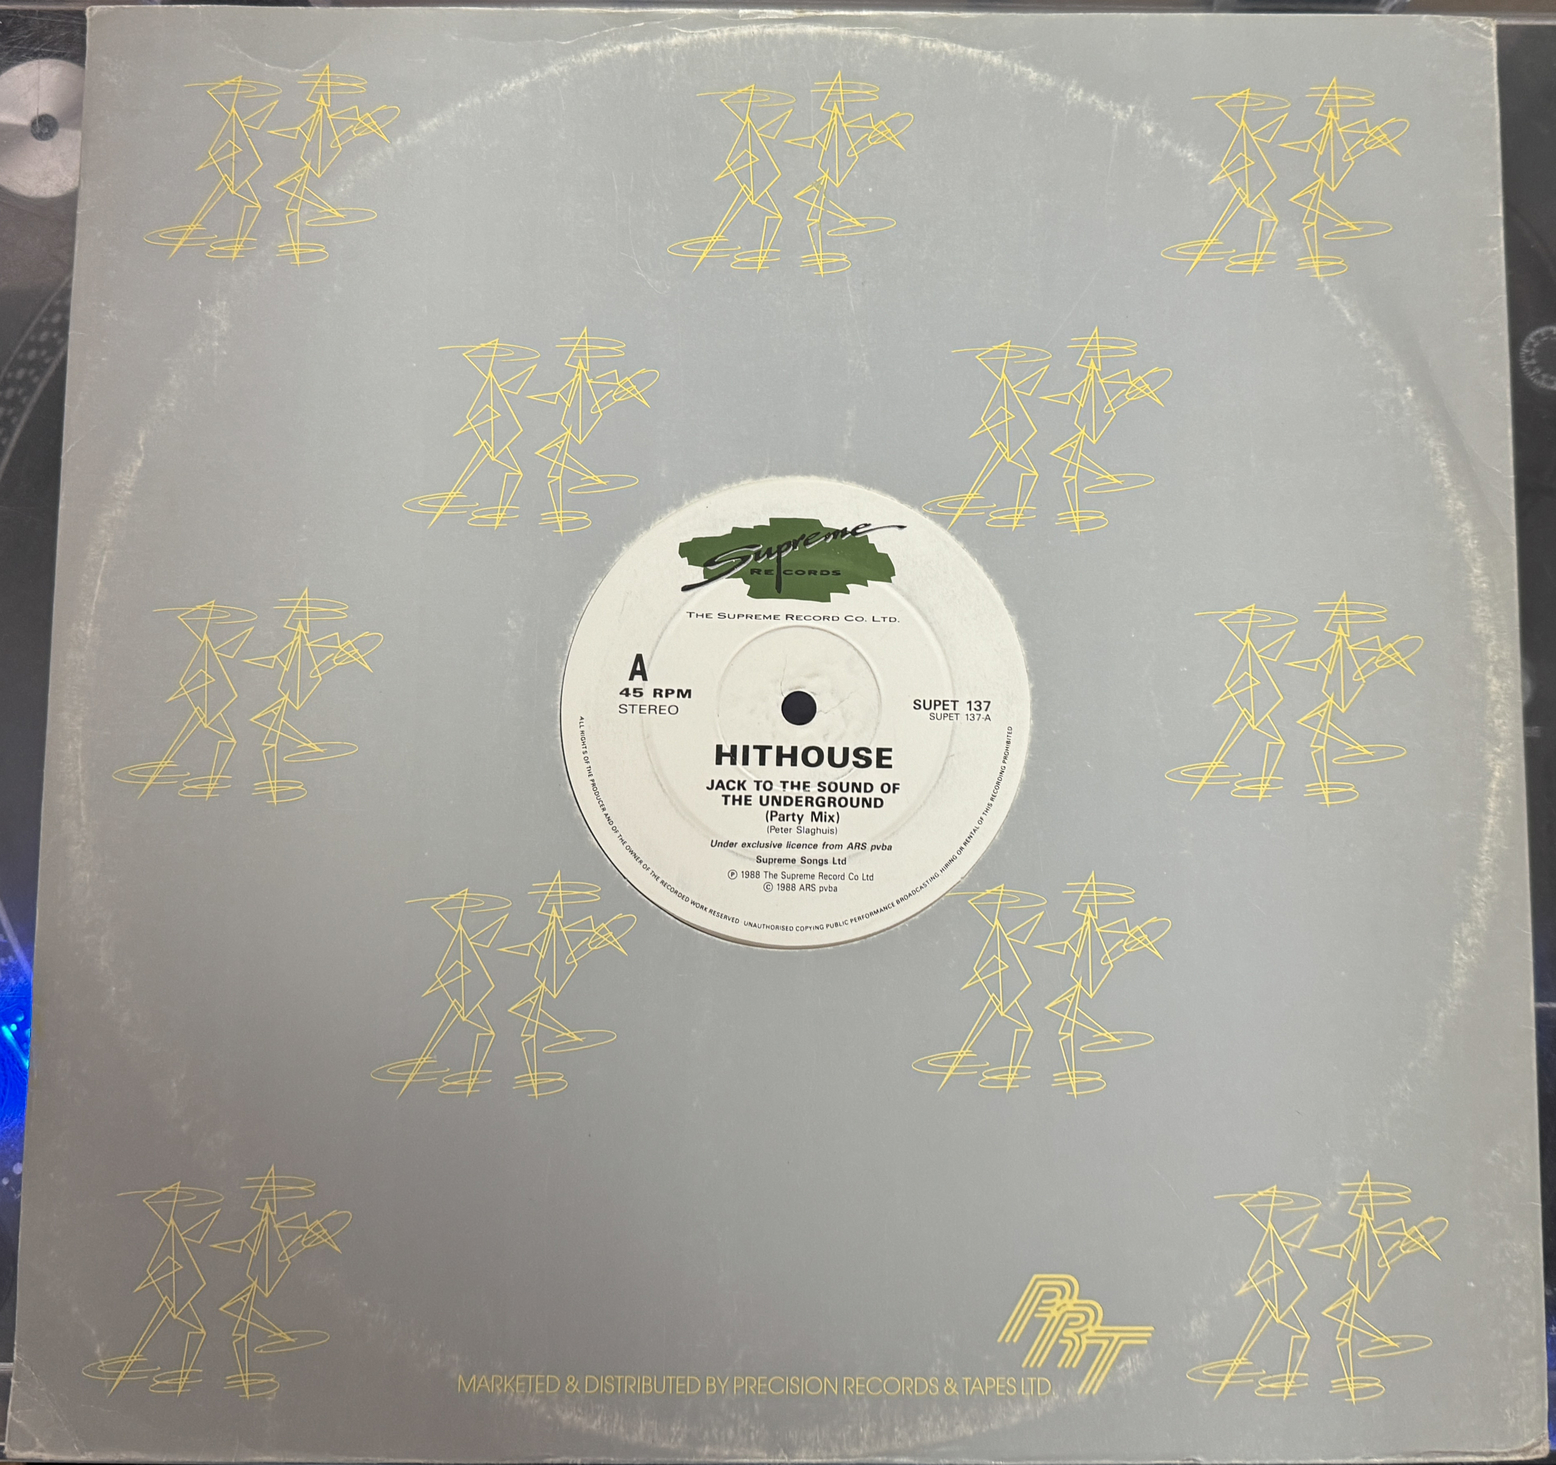 Supreme
RECORDS
THE SUPREME RECORD CO. LTD.
A
45 RPM
STEREO
SUPET 137
SUPET 137-A
HITHOUSE
JACK TO THE SOUND OF
THE UNDERGROUND
(Party Mix)
(Peter Slaghuis)
Under exclusive licence from ARS pvba
Supreme Songs Ltd
℗ 1988 The Supreme Record Co Ltd
© 1988 ARS pvba
ALL RIGHTS OF THE PRODUCER AND OF THE OWNER OF THE RECORDED WORK RESERVED UNAUTHORISED COPYING PUBLIC PERFORMANCE BROADCASTING, HIRING OR RENTAL OF THIS RECORDING PROHIBITED
PRT
MARKETED & DISTRIBUTED BY PRECISION RECORDS & TAPES LTD.